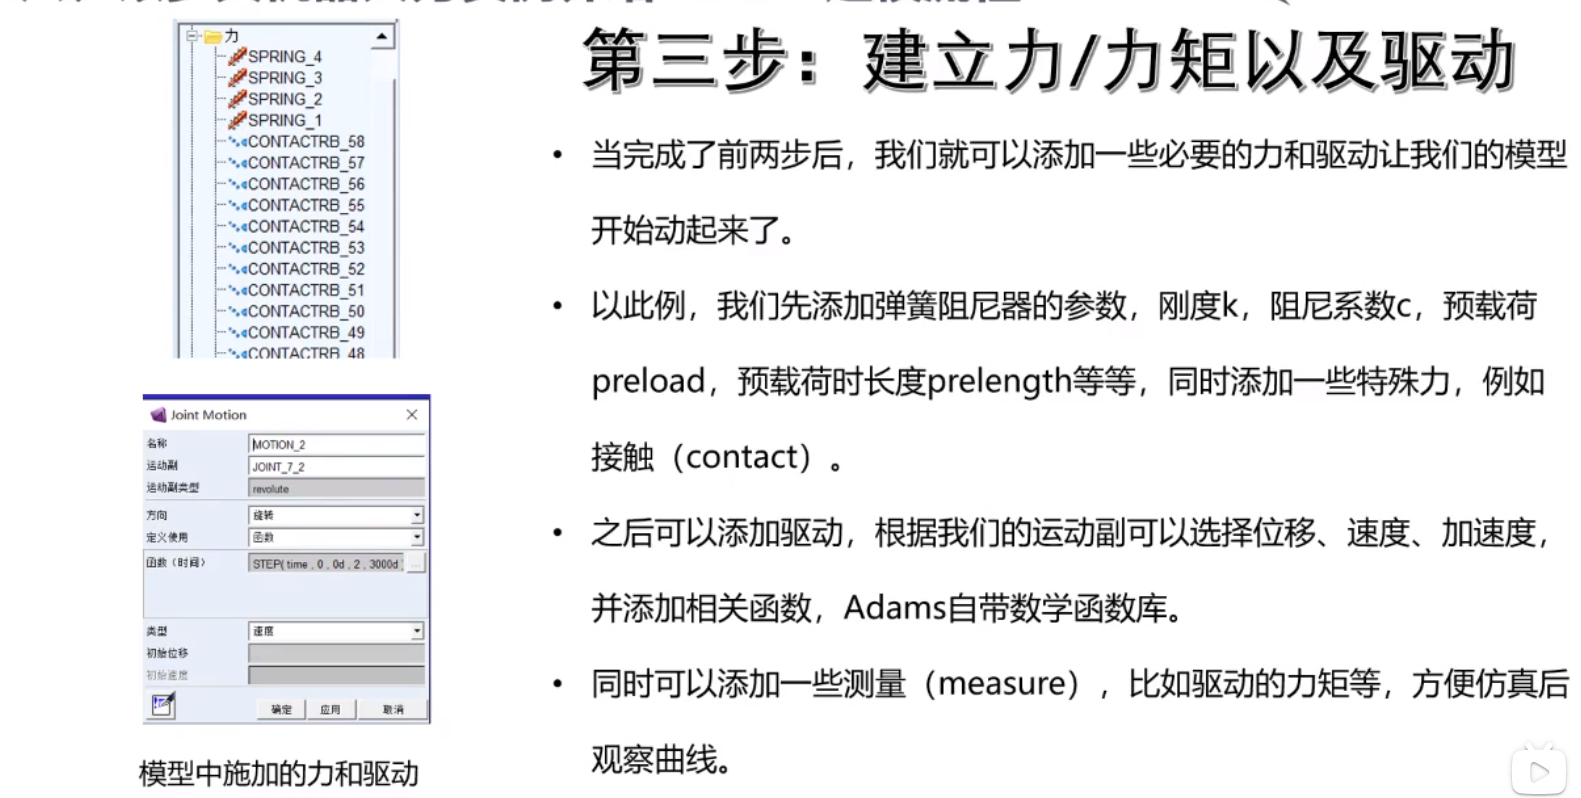 力
SPRING_4
SPRING_3
SPRING_2
SPRING_1
CONTACTRB_58
CONTACTRB_57
CONTACTRB_56
CONTACTRB_55
CONTACTRB_54
CONTACTRB_53
CONTACTRB_52
CONTACTRB_51
CONTACTRB_50
CONTACTRB_49
CONTACTRB_48
Joint Motion
名称 MOTION_2
运动副 JOINT_7_2
运动副类型 revolute
方向 旋转
定义使用 函数
函数（时间） STEP( time , 0 , 0d , 2 , 3000d ...
类型 速度
初始位移
初始速度
确定 应用 取消
模型中施加的力和驱动
第三步：建立力/力矩以及驱动
• 当完成了前两步后，我们就可以添加一些必要的力和驱动让我们的模型
开始动起来了。
• 以此例，我们先添加弹簧阻尼器的参数，刚度k，阻尼系数c，预载荷
preload，预载荷时长度prelength等等，同时添加一些特殊力，例如
接触（contact）。
• 之后可以添加驱动，根据我们的运动副可以选择位移、速度、加速度，
并添加相关函数，Adams自带数学函数库。
• 同时可以添加一些测量（measure），比如驱动的力矩等，方便仿真后
观察曲线。